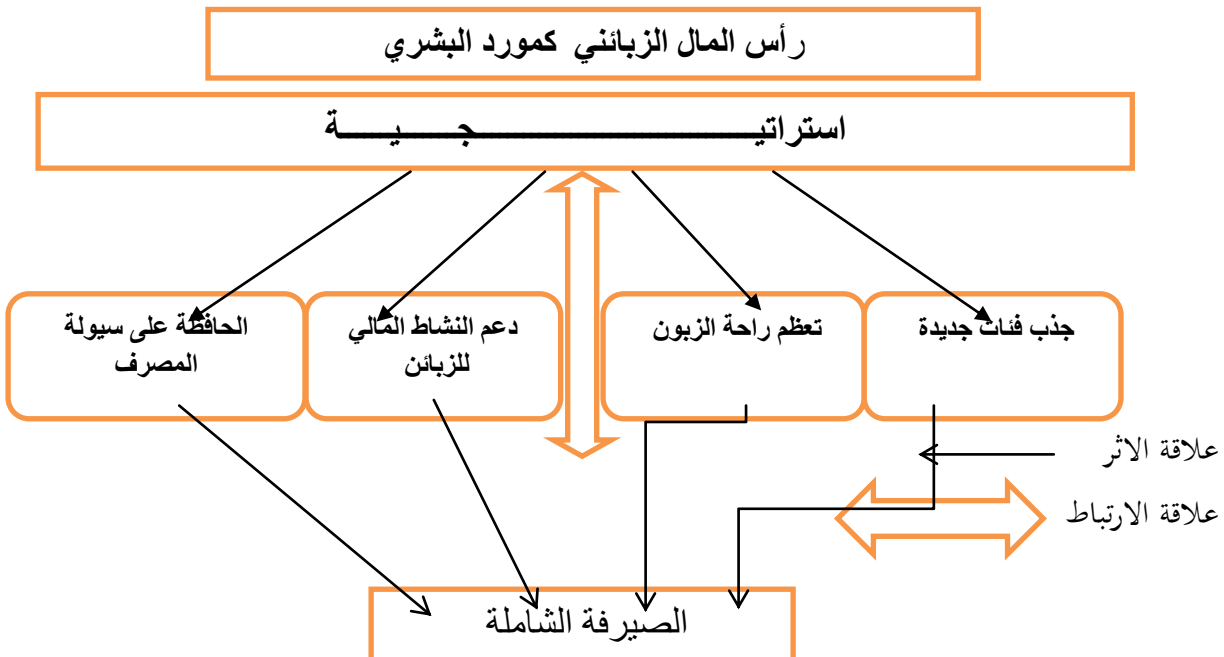 رأس المال الزبائني كمورد البشري
استراتيـــــــــــــــــجـــــيـــــة
جذب فئات جديدة
تعظم راحة الزبون
دعم النشاط المالي
للزبائن
الحافظة على سيولة
المصرف
علاقة الاثر
علاقة الارتباط
الصيرفة الشاملة